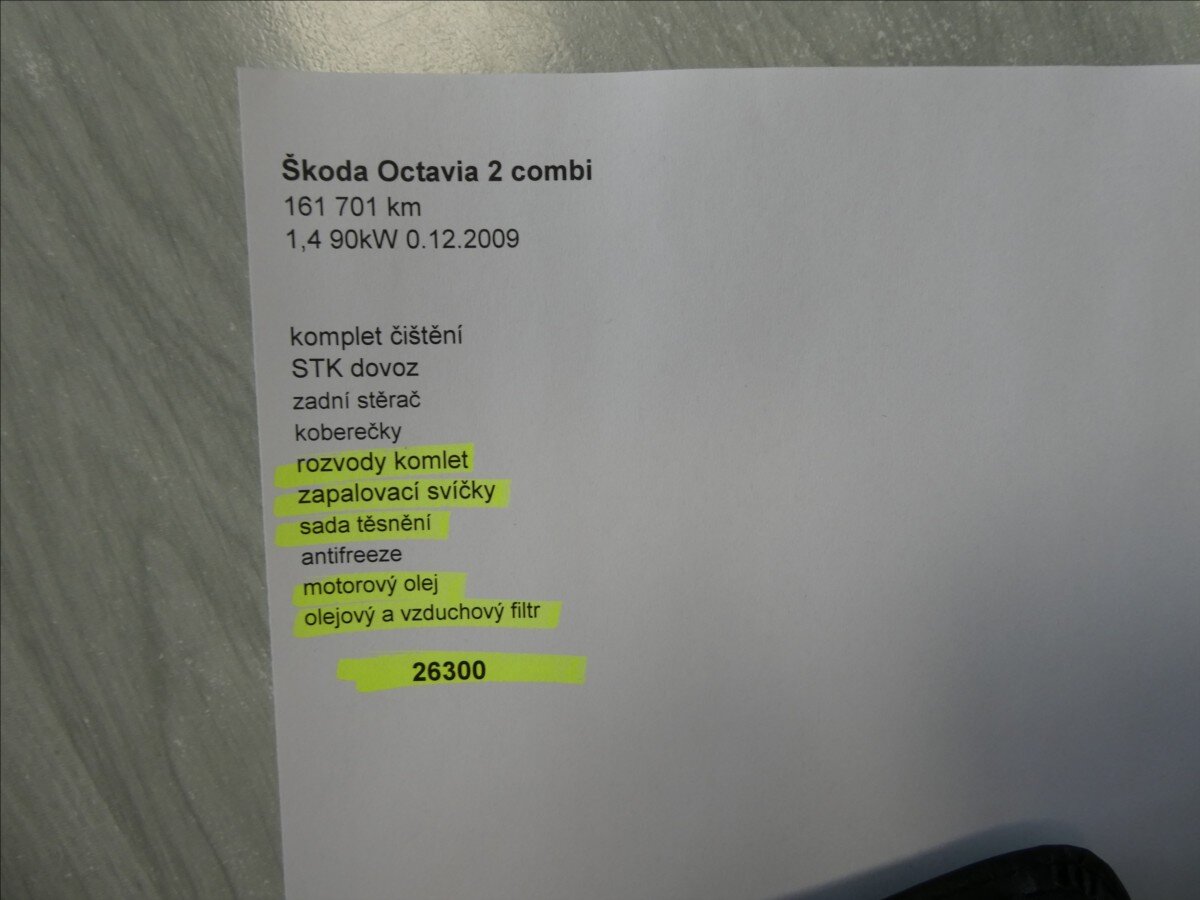 Škoda Octavia 2 combi
161 701 km
1,4 90kW 0.12.2009
komplet čištění
STK dovoz
zadní stěrač
koberečky
rozvody komlet
zapalovací svíčky
sada těsnění
antifreeze
motorový olej
olejový a vzduchový filtr
26300